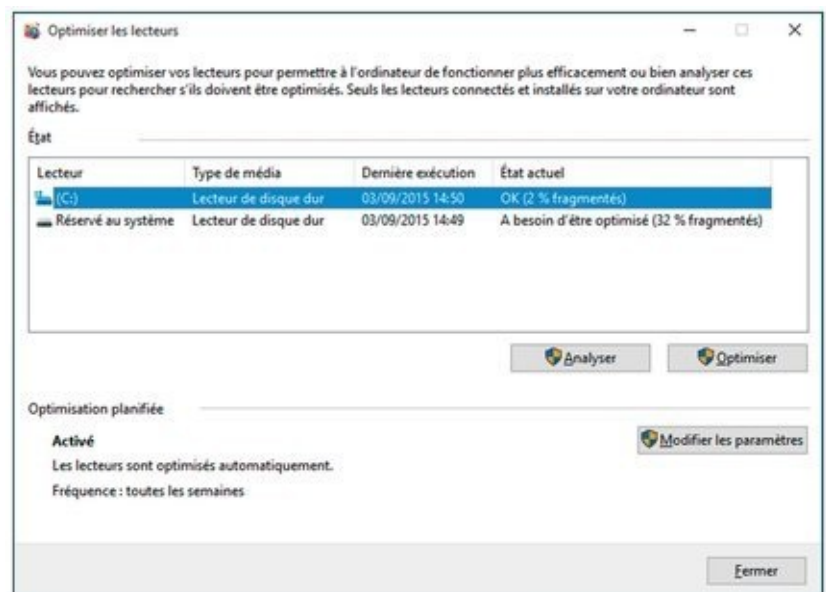 Optimiser les lecteurs
Vous pouvez optimiser vos lecteurs pour permettre à l'ordinateur de fonctionner plus efficacement ou bien analyser ces
lecteurs pour rechercher s'ils doivent être optimisés. Seuls les lecteurs connectés et installés sur votre ordinateur sont
affichés.
État
Lecteur Type de média Dernière exécution État actuel
(C:) Lecteur de disque dur 03/09/2015 14:50 OK (2 % fragmentés)
Réservé au système Lecteur de disque dur 03/09/2015 14:49 A besoin d'être optimisé (32 % fragmentés)
Analyser Optimiser
Optimisation planifiée
Activé Modifier les paramètres
Les lecteurs sont optimisés automatiquement.
Fréquence : toutes les semaines
Fermer